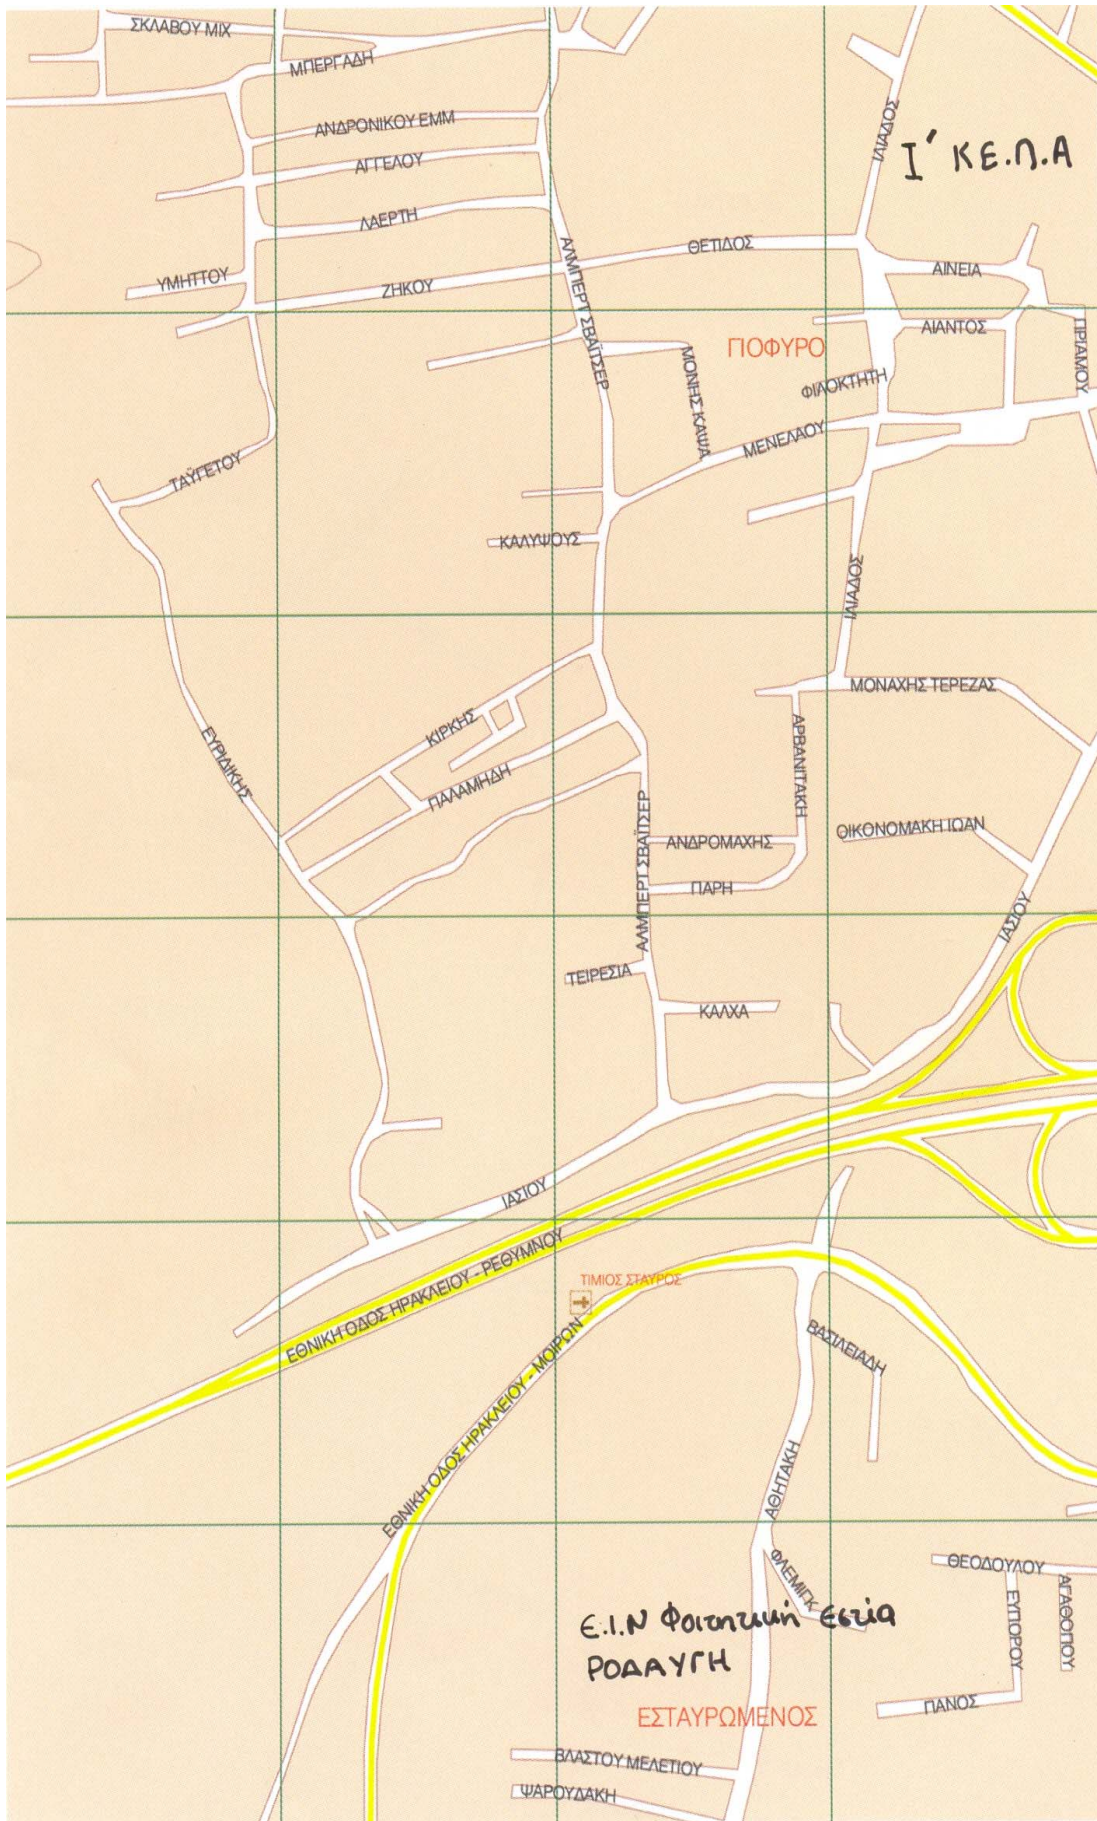 ΣΚΛΑΒΟΥ ΜΙΧ
ΜΠΕΡΓΑΔΗ
ΑΝΔΡΟΝΙΚΟΥ ΕΜΜ
ΙΛΙΑΔΟΣ
Ι΄ ΚΕ.Π.Α
ΑΓΓΕΛΟΥ
ΛΑΕΡΤΗ
ΘΕΤΙΔΟΣ
ΑΙΝΕΙΑ
ΥΜΗΤΤΟΥ
ΖΗΚΟΥ
ΑΛΜΠΕΡΤ ΣΒΑΪΤΣΕΡ
ΑΙΑΝΤΟΣ
ΠΡΙΑΜΟΥ
ΓΙΟΦΥΡΟ
ΜΟΝΗΣ ΚΑΨΑ
ΦΙΛΟΚΤΗΤΗ
ΜΕΝΕΛΑΟΥ
ΤΑΫΓΕΤΟΥ
ΚΑΛΥΨΟΥΣ
ΙΛΙΑΔΟΣ
ΜΟΝΑΧΗΣ ΤΕΡΕΖΑΣ
ΚΙΡΚΗΣ
ΕΥΡΙΔΙΚΗΣ
ΑΡΒΑΝΙΤΑΚΗ
ΠΑΛΑΜΗΔΗ
ΑΛΜΠΕΡΤ ΣΒΑΪΤΣΕΡ
ΑΝΔΡΟΜΑΧΗΣ
ΟΙΚΟΝΟΜΑΚΗ ΙΩΑΝ
ΠΑΡΗ
ΙΑΣΙΟΥ
ΤΕΙΡΕΣΙΑ
ΚΑΛΧΑ
ΙΑΣΙΟΥ
ΕΘΝΙΚΗ ΟΔΟΣ ΗΡΑΚΛΕΙΟΥ - ΡΕΘΥΜΝΟΥ
ΤΙΜΙΟΣ ΣΤΑΥΡΟΣ
ΕΘΝΙΚΗ ΟΔΟΣ ΗΡΑΚΛΕΙΟΥ - ΜΟΙΡΩΝ
ΒΑΣΙΛΕΙΑΔΗ
ΑΘΗΤΑΚΗ
ΦΛΕΜΙΓΚ
ΘΕΟΔΟΥΛΟΥ
ΑΓΑΘΟΠΟΥ
ΕΥΠΟΡΟΥ
Ε.Ι.Ν Φοιτητική Εστία
ΡΟΔΑΥΓΗ
ΠΑΝΟΣ
ΕΣΤΑΥΡΩΜΕΝΟΣ
ΒΛΑΣΤΟΥ ΜΕΛΕΤΙΟΥ
ΨΑΡΟΥΔΑΚΗ